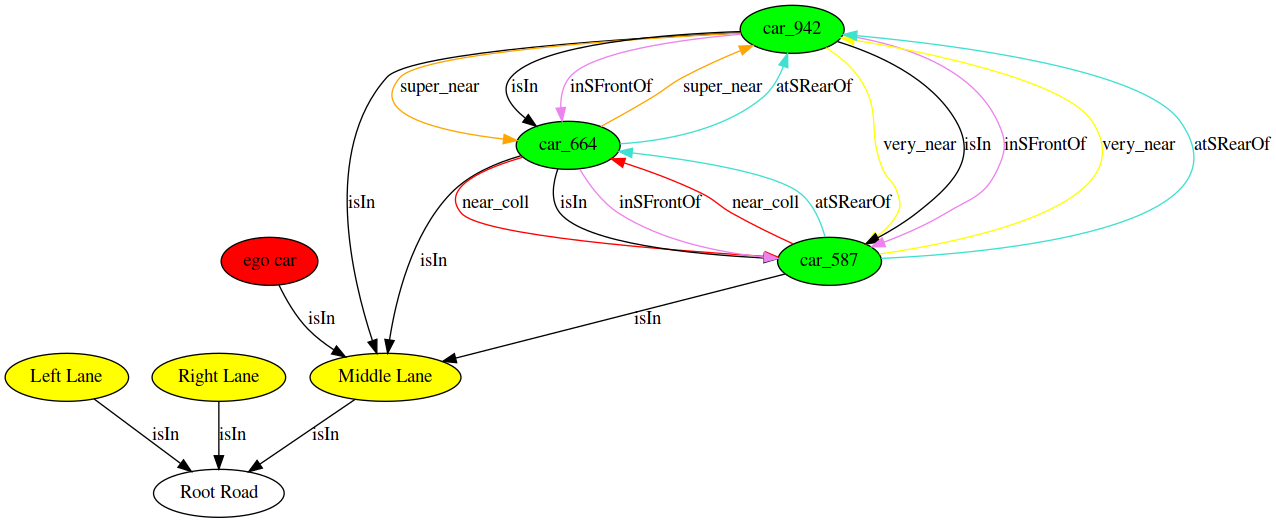 car_942
super_near
isIn
inSFrontOf
super_near
atSRearOf
car_664
very_near
isIn
inSFrontOf
very_near
atSRearOf
isIn
near_coll
isIn
inSFrontOf
near_coll
atSRearOf
ego car
isIn
car_587
isIn
isIn
Left Lane
Right Lane
Middle Lane
isIn
isIn
isIn
Root Road